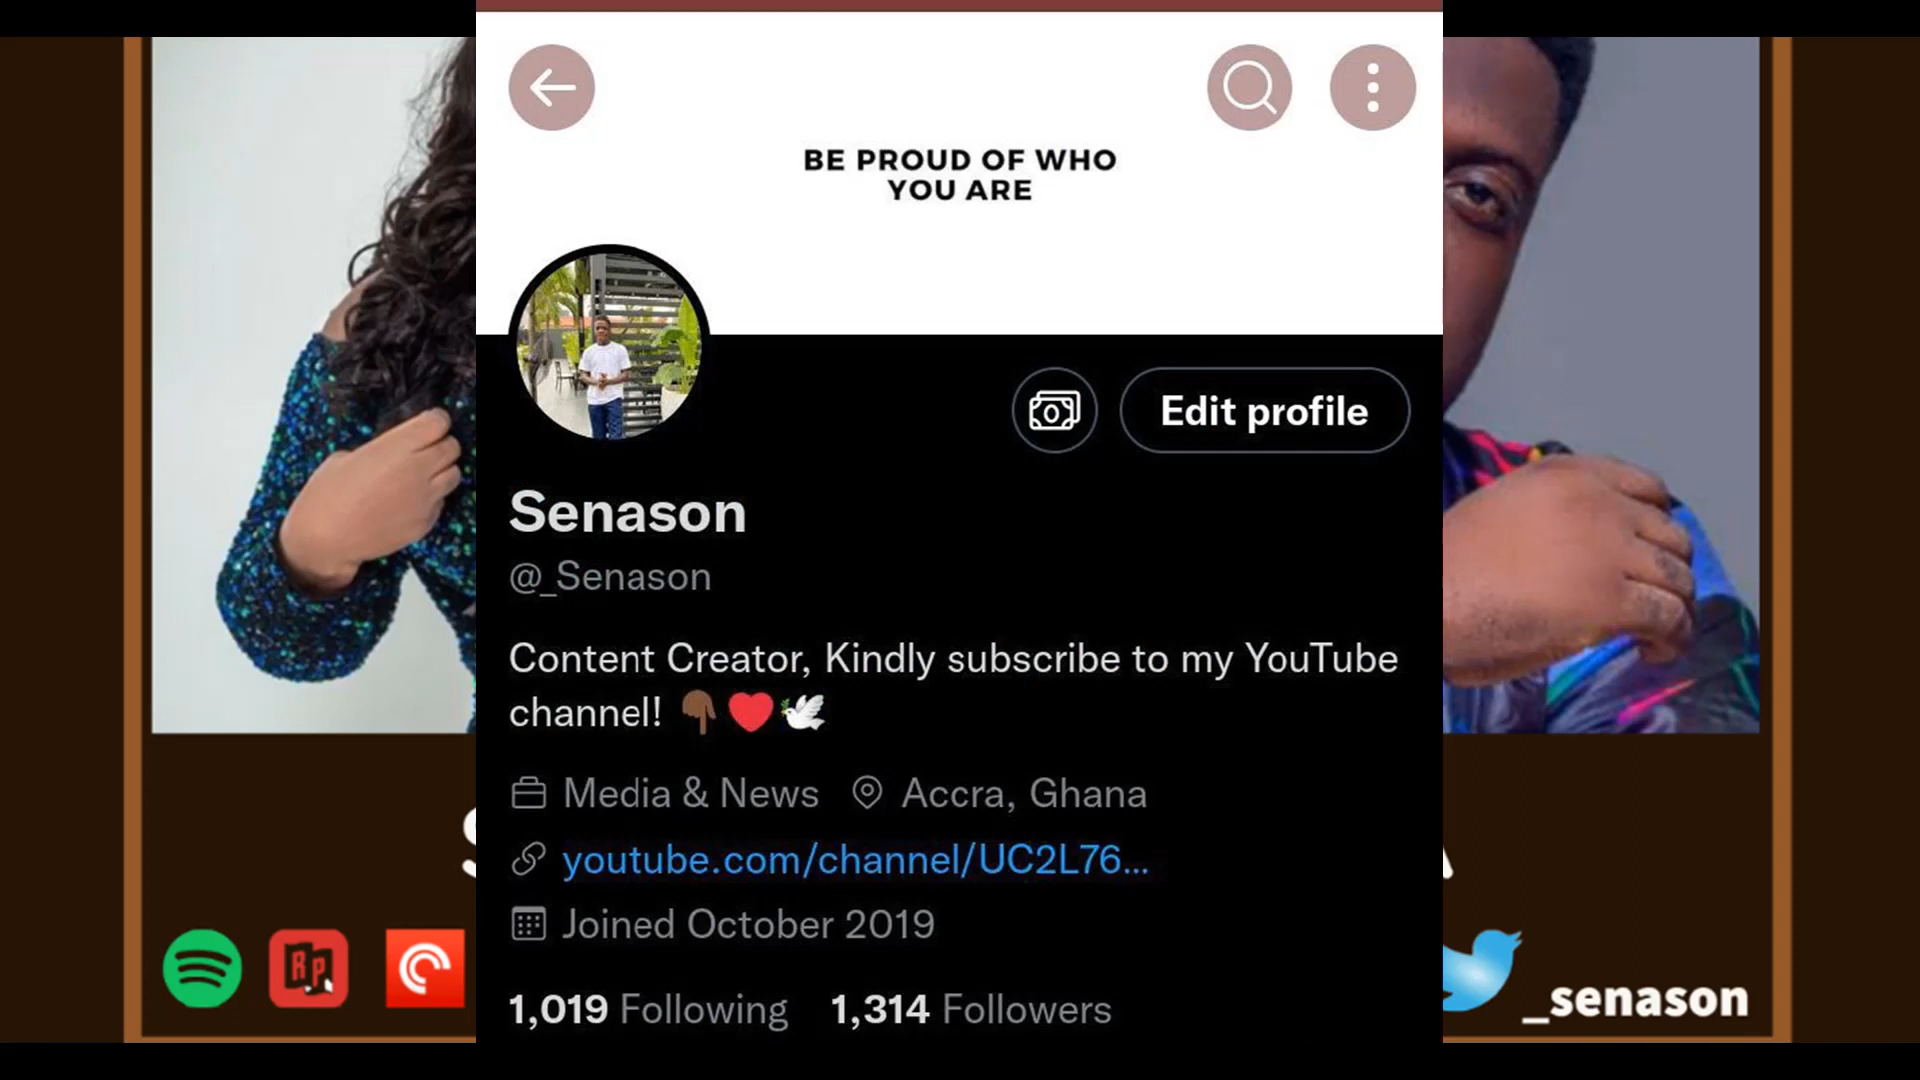 BE PROUD OF WHO
YOU ARE
Edit profile
Senason
@_Senason
Content Creator, Kindly subscribe to my YouTube
channel! 👇🏾❤️🕊️
Media & News Accra, Ghana
youtube.com/channel/UC2L76...
Joined October 2019
1,019 Following 1,314 Followers
RP
_senason